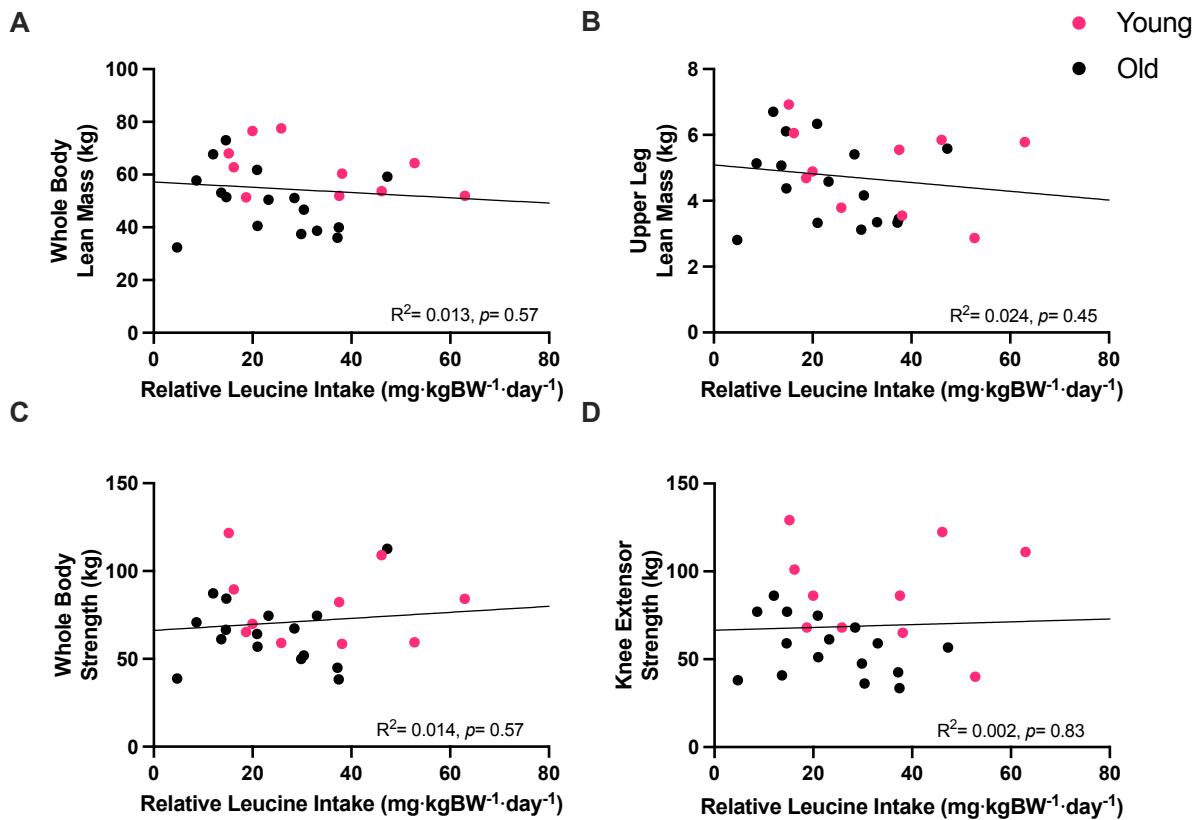 A
B
Young
Old
100
80
60
40
20
0
Whole Body
Lean Mass (kg)
R²= 0.013, p= 0.57
0 20 40 60 80
Relative Leucine Intake (mg·kgBW⁻¹·day⁻¹)
8
6
4
2
0
Upper Leg
Lean Mass (kg)
R²= 0.024, p= 0.45
0 20 40 60 80
Relative Leucine Intake (mg·kgBW⁻¹·day⁻¹)
C
D
150
100
50
0
Whole Body
Strength (kg)
R²= 0.014, p= 0.57
0 20 40 60 80
Relative Leucine Intake (mg·kgBW⁻¹·day⁻¹)
150
100
50
0
Knee Extensor
Strength (kg)
R²= 0.002, p= 0.83
0 20 40 60 80
Relative Leucine Intake (mg·kgBW⁻¹·day⁻¹)